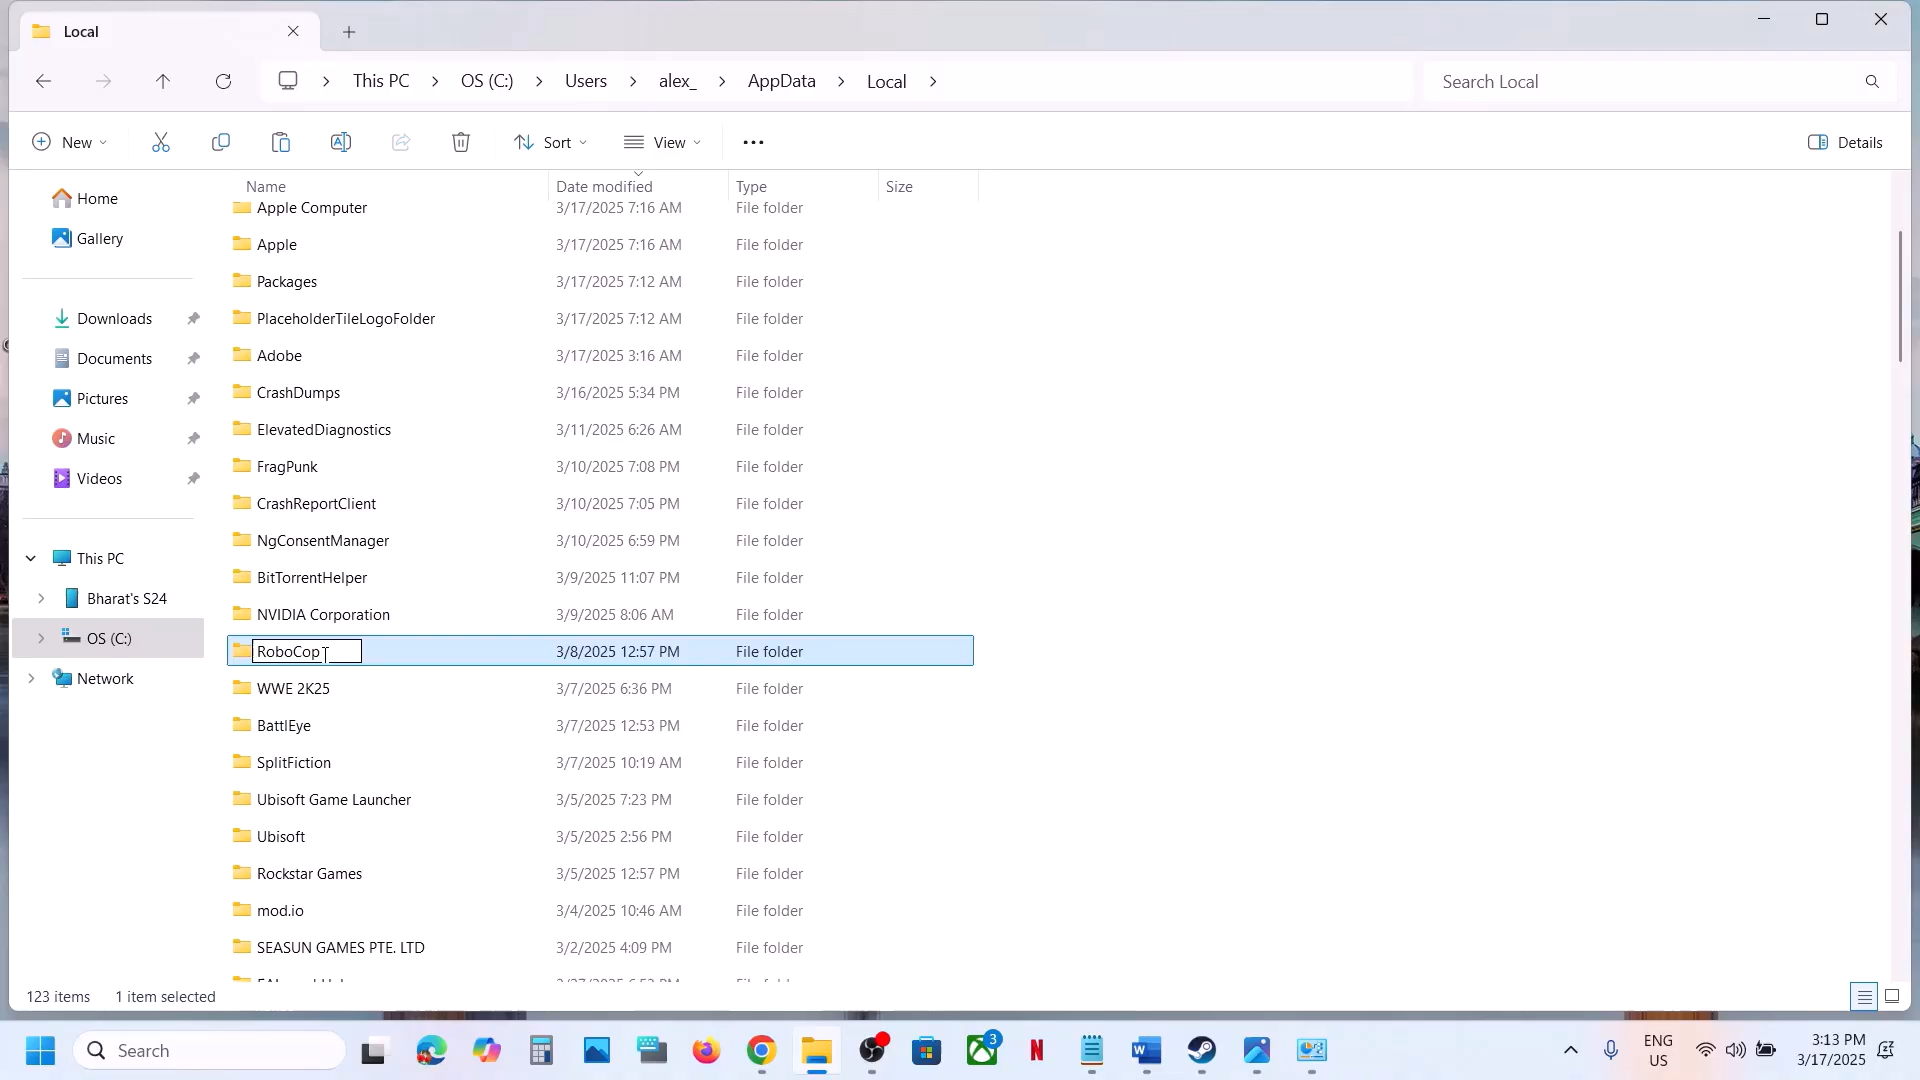 Local
This PC
OS (C:)
Users
alex_
AppData
Local
Search Local
New
Sort
View
Details
Name
Date modified
Type
Size
Apple Computer 3/17/2025 7:16 AM File folder
Apple 3/17/2025 7:16 AM File folder
Packages 3/17/2025 7:12 AM File folder
PlaceholderTileLogoFolder 3/17/2025 7:12 AM File folder
Adobe 3/17/2025 3:16 AM File folder
CrashDumps 3/16/2025 5:34 PM File folder
ElevatedDiagnostics 3/11/2025 6:26 AM File folder
FragPunk 3/10/2025 7:08 PM File folder
CrashReportClient 3/10/2025 7:05 PM File folder
NgConsentManager 3/10/2025 6:59 PM File folder
BitTorrentHelper 3/9/2025 11:07 PM File folder
NVIDIA Corporation 3/9/2025 8:06 AM File folder
RoboCop 3/8/2025 12:57 PM File folder
WWE 2K25 3/7/2025 6:36 PM File folder
BattlEye 3/7/2025 12:53 PM File folder
SplitFiction 3/7/2025 10:19 AM File folder
Ubisoft Game Launcher 3/5/2025 7:23 PM File folder
Ubisoft 3/5/2025 2:56 PM File folder
Rockstar Games 3/5/2025 12:57 PM File folder
mod.io 3/4/2025 10:46 AM File folder
SEASUN GAMES PTE. LTD 3/2/2025 4:09 PM File folder
Home
Gallery
Downloads
Documents
Pictures
Music
Videos
This PC
Bharat's S24
OS (C:)
Network
123 items
1 item selected
Search
3
ENG
US
3:13 PM
3/17/2025